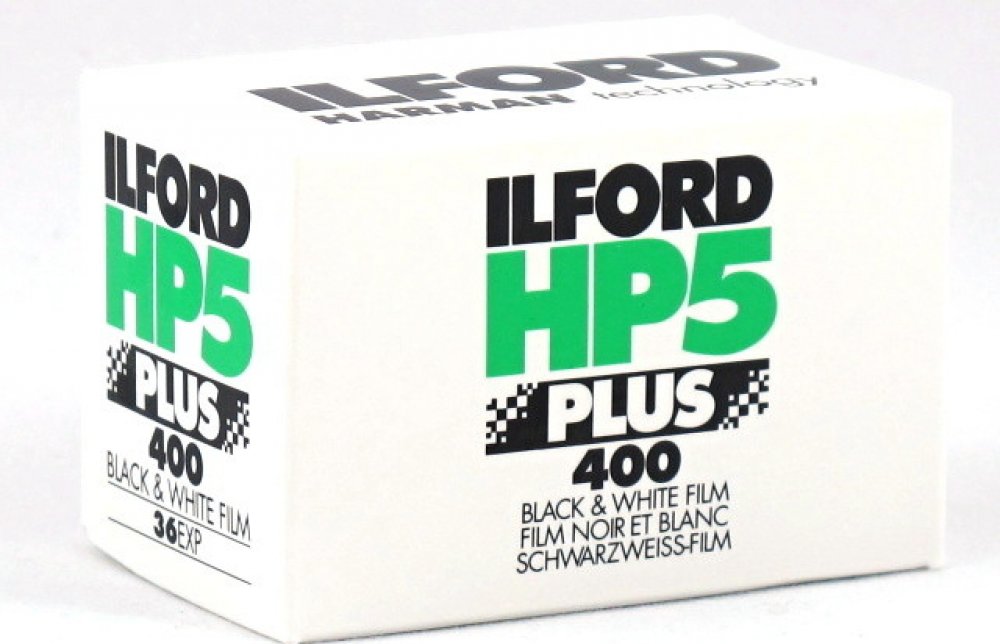 ILFORD
HARMAN technology
ILFORD
HP5
PLUS
400
BLACK & WHITE FILM
36EXP
ILFORD
HP5
PLUS
400
BLACK & WHITE FILM
FILM NOIR ET BLANC
SCHWARZWEISS-FILM